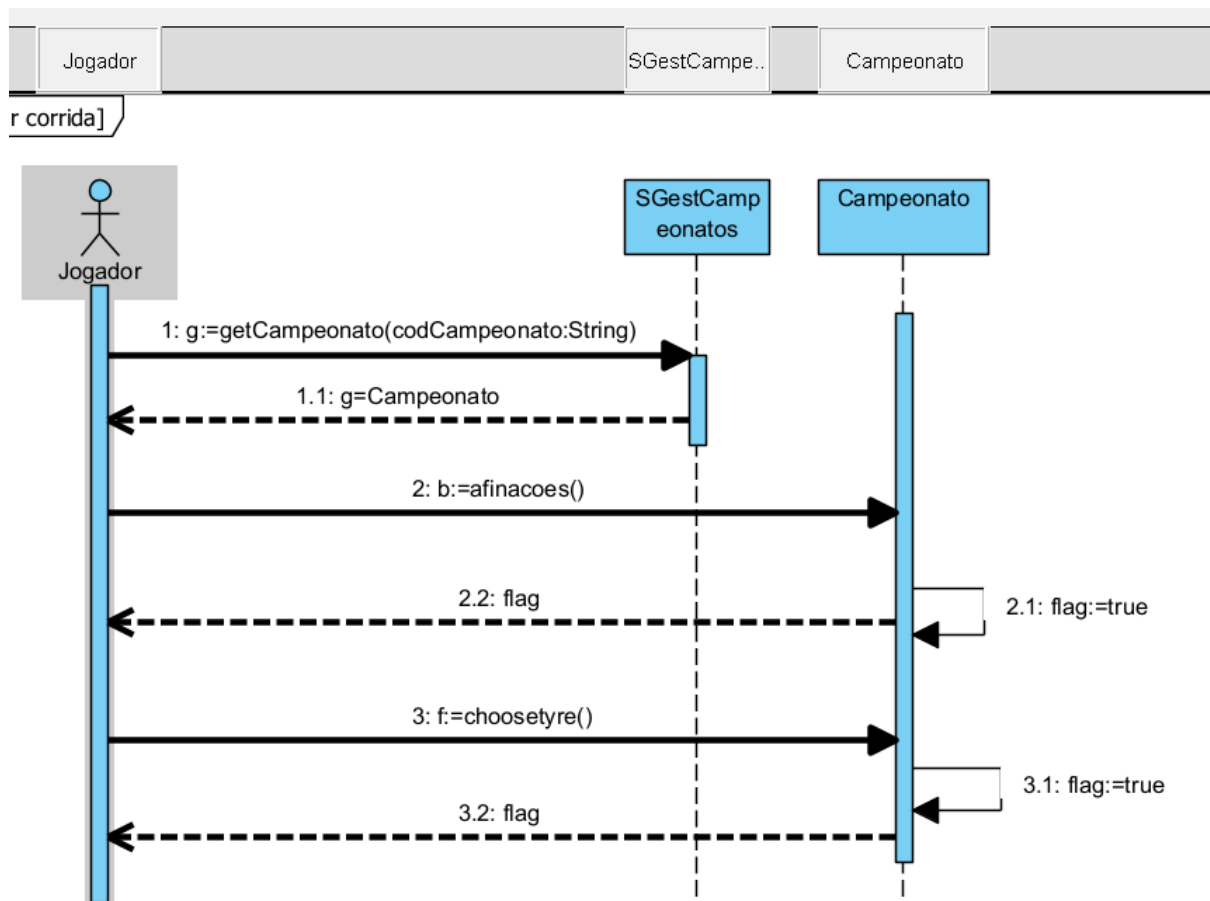 Jogador
SGestCampe..
Campeonato
r corrida]
SGestCamp
eonatos
Campeonato
Jogador
1: g:=getCampeonato(codCampeonato:String)
1.1: g=Campeonato
2: b:=afinacoes()
2.2: flag
2.1: flag:=true
3: f:=choosetyre()
3.1: flag:=true
3.2: flag